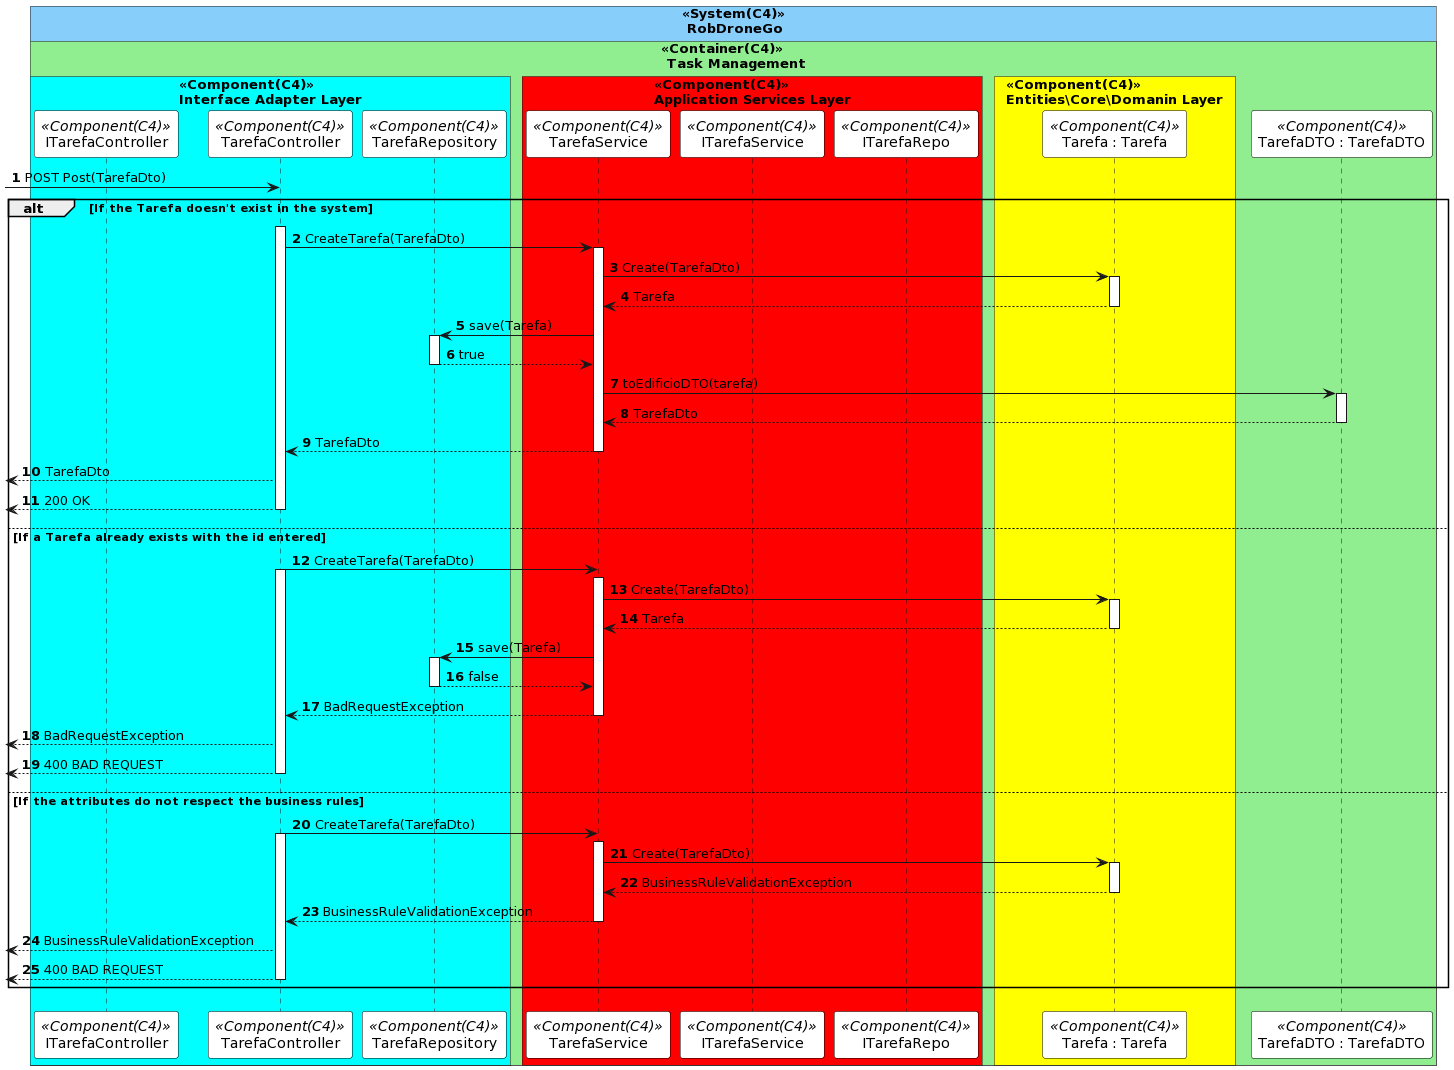 «System(C4)»
RobDroneGo
«Container(C4)»
Task Management
«Component(C4)»
Interface Adapter Layer
«Component(C4)»
Application Services Layer
«Component(C4)»
Entities\Core\Domanin Layer
«Component(C4)»
ITarefaController
«Component(C4)»
TarefaController
«Component(C4)»
TarefaRepository
«Component(C4)»
TarefaService
«Component(C4)»
ITarefaService
«Component(C4)»
ITarefaRepo
«Component(C4)»
Tarefa : Tarefa
«Component(C4)»
TarefaDTO : TarefaDTO
1 POST Post(TarefaDto)
alt [If the Tarefa doesn't exist in the system]
2 CreateTarefa(TarefaDto)
3 Create(TarefaDto)
4 Tarefa
5 save(Tarefa)
6 true
7 toEdificioDTO(tarefa)
8 TarefaDto
9 TarefaDto
10 TarefaDto
11 200 OK
[If a Tarefa already exists with the id entered]
12 CreateTarefa(TarefaDto)
13 Create(TarefaDto)
14 Tarefa
15 save(Tarefa)
16 false
17 BadRequestException
18 BadRequestException
19 400 BAD REQUEST
[If the attributes do not respect the business rules]
20 CreateTarefa(TarefaDto)
21 Create(TarefaDto)
22 BusinessRuleValidationException
23 BusinessRuleValidationException
24 BusinessRuleValidationException
25 400 BAD REQUEST
«Component(C4)»
ITarefaController
«Component(C4)»
TarefaController
«Component(C4)»
TarefaRepository
«Component(C4)»
TarefaService
«Component(C4)»
ITarefaService
«Component(C4)»
ITarefaRepo
«Component(C4)»
Tarefa : Tarefa
«Component(C4)»
TarefaDTO : TarefaDTO